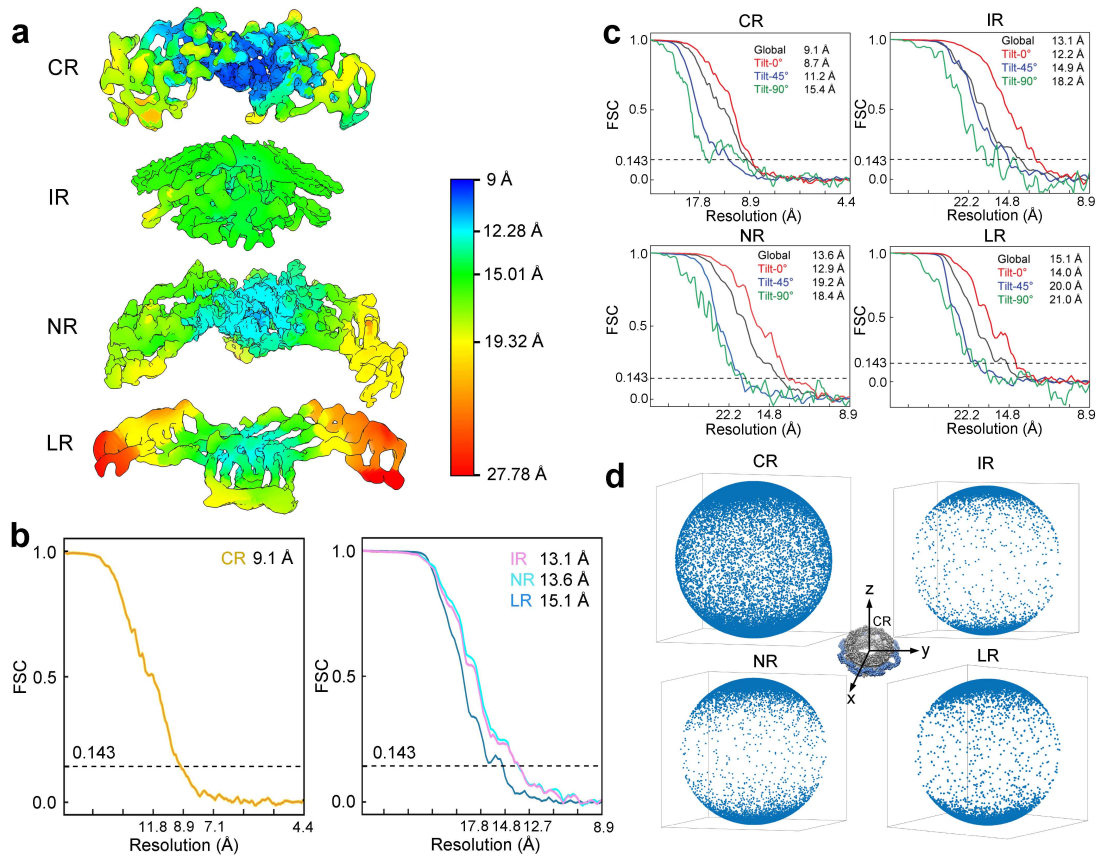 a
CR
IR
NR
LR
9 Å
12.28 Å
15.01 Å
19.32 Å
27.78 Å
b
1.0
0.5
0.0
FSC
0.143
CR 9.1 Å
11.8 8.9 7.1 4.4
Resolution (Å)
1.0
0.5
0.0
FSC
0.143
IR 13.1 Å
NR 13.6 Å
LR 15.1 Å
17.8 14.8 12.7 8.9
Resolution (Å)
c
CR
1.0
0.5
0.143
0.0
FSC
Global 9.1 Å
Tilt-0° 8.7 Å
Tilt-45° 11.2 Å
Tilt-90° 15.4 Å
17.8 8.9 4.4
Resolution (Å)
IR
1.0
0.5
0.143
0.0
FSC
Global 13.1 Å
Tilt-0° 12.2 Å
Tilt-45° 14.9 Å
Tilt-90° 18.2 Å
22.2 14.8 8.9
Resolution (Å)
NR
1.0
0.5
0.143
0.0
FSC
Global 13.6 Å
Tilt-0° 12.9 Å
Tilt-45° 19.2 Å
Tilt-90° 18.4 Å
22.2 14.8 8.9
Resolution (Å)
LR
1.0
0.5
0.143
0.0
FSC
Global 15.1 Å
Tilt-0° 14.0 Å
Tilt-45° 20.0 Å
Tilt-90° 21.0 Å
22.2 14.8 8.9
Resolution (Å)
d
CR
IR
NR
LR
z
CR
y
x